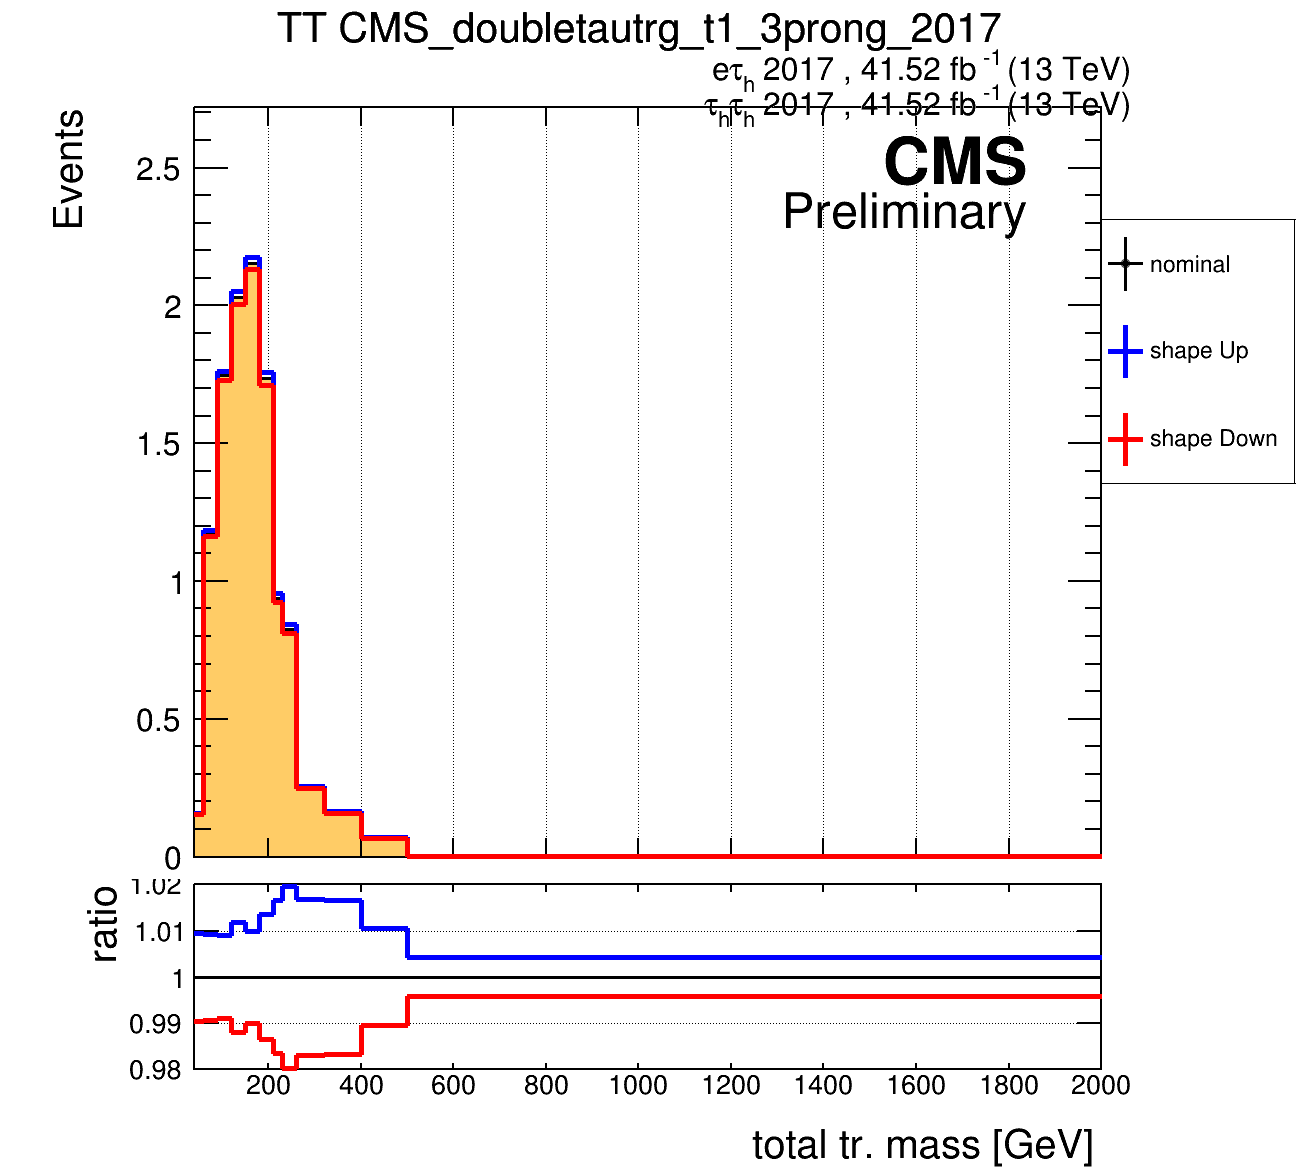 TT CMS_doubletautrg_t1_3prong_2017
eτh 2017 , 41.52 fb -1 (13 TeV)
τhτh 2017 , 41.52 fb -1 (13 TeV)
CMS
Preliminary
Events
2.5
2
1.5
1
0.5
0
nominal
shape Up
shape Down
ratio
1.02
1.01
1
0.99
0.98
200 400 600 800 1000 1200 1400 1600 1800 2000
total tr. mass [GeV]